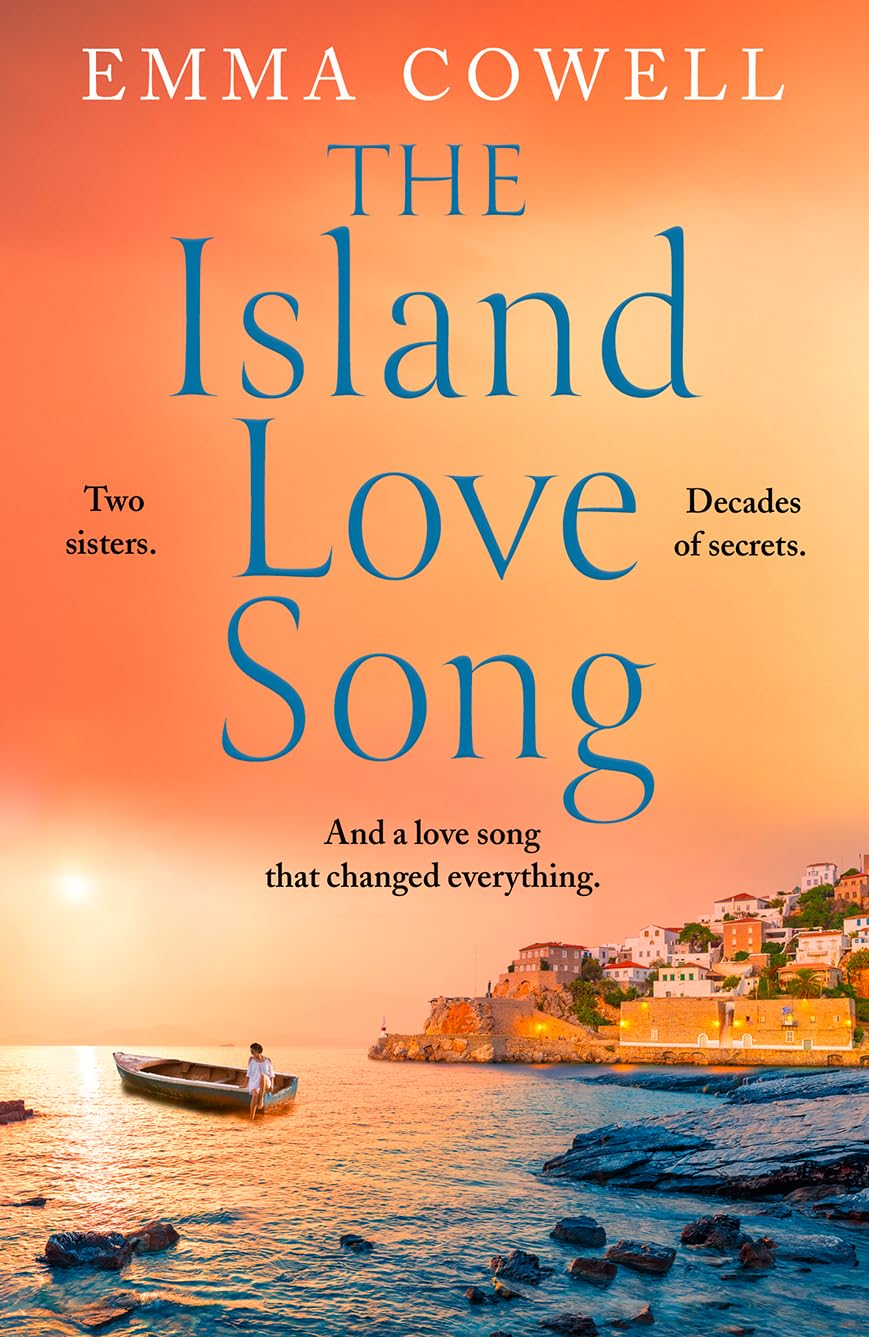 EMMA COWELL
THE
Island
Love
Song
Two
sisters.
Decades
of secrets.
And a love song
that changed everything.